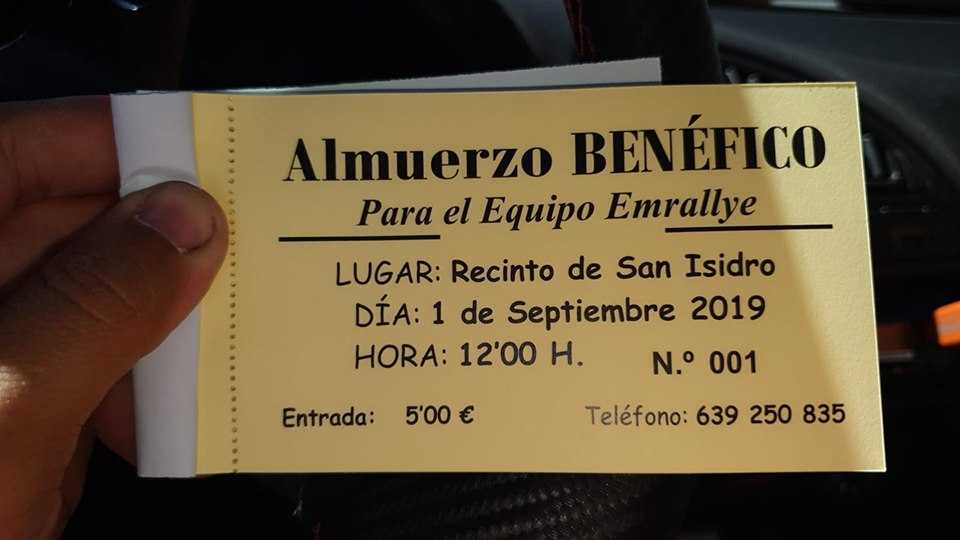 Almuerzo BENÉFICO
Para el Equipo Emrallye
LUGAR: Recinto de San Isidro
DÍA: 1 de Septiembre 2019
HORA: 12'00 H. N.º 001
Entrada: 5'00 € Teléfono: 639 250 835